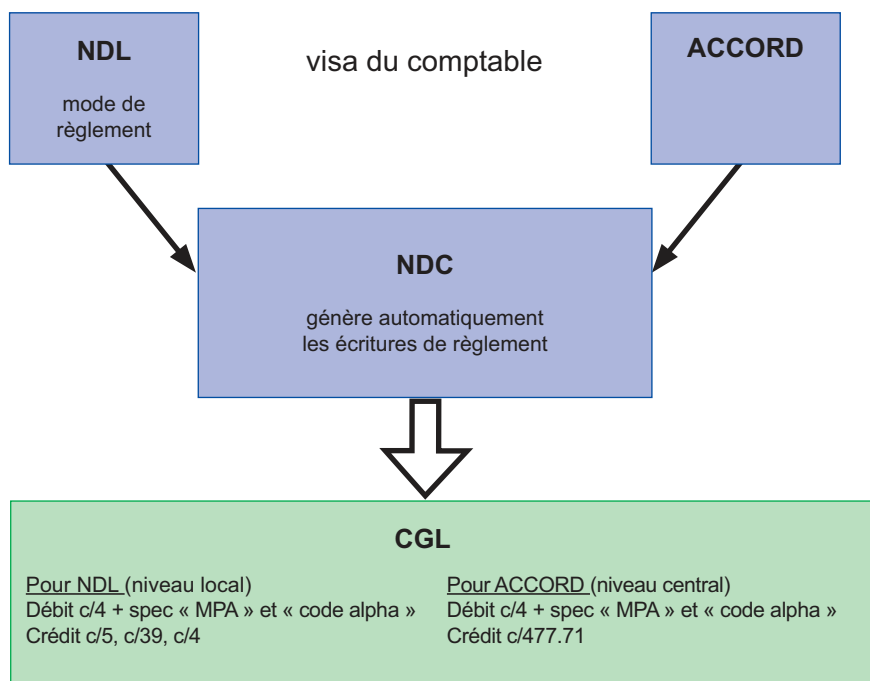 NDL
mode de
règlement
visa du comptable
ACCORD
NDC
génère automatiquement
les écritures de règlement
CGL
Pour NDL (niveau local)
Débit c/4 + spec « MPA » et « code alpha »
Crédit c/5, c/39, c/4
Pour ACCORD (niveau central)
Débit c/4 + spec « MPA » et « code alpha »
Crédit c/477.71